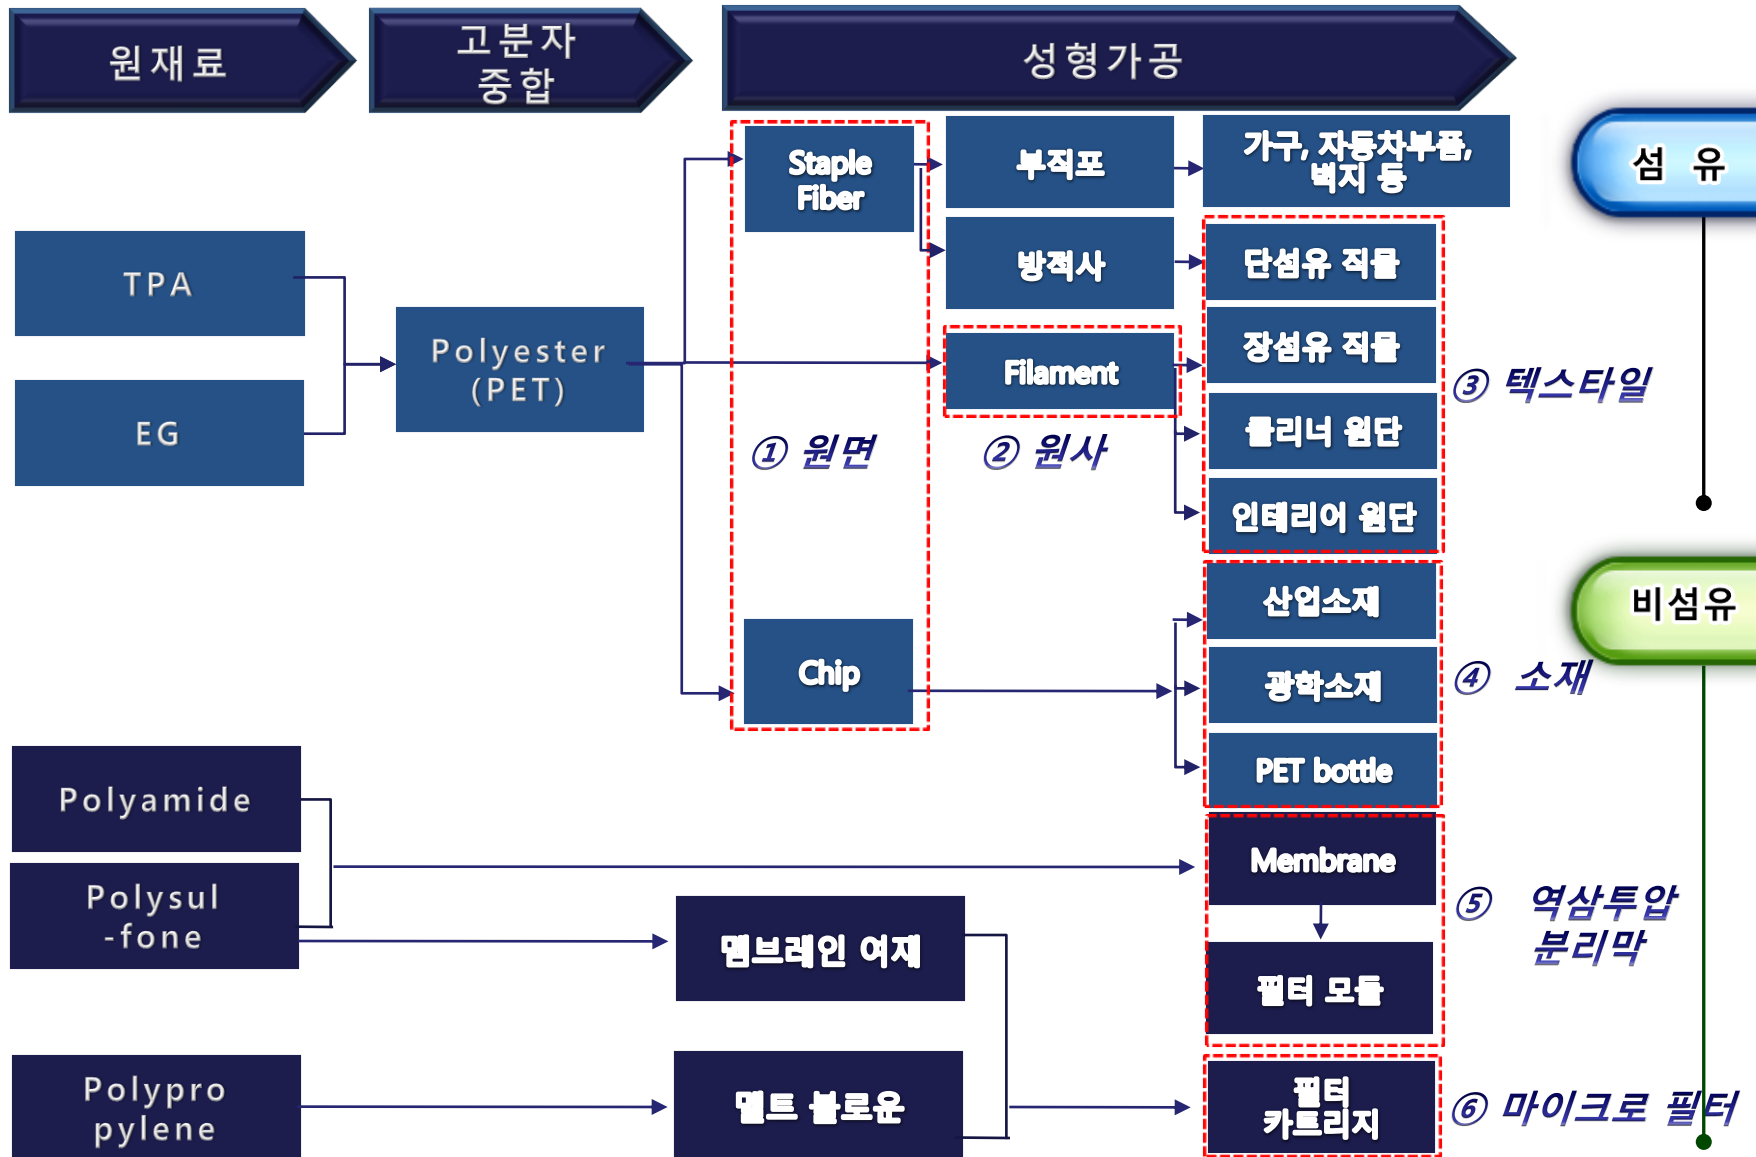 원재료
고분자
중합
성형가공
섬 유
Staple
Fiber
부직포
가구, 자동차부품,
벽지 등
방적사
단섬유 직물
TPA
EG
Polyester
(PET)
Filament
장섬유 직물
클리너 원단
인테리어 원단
③ 텍스타일
① 원면
② 원사
비섬유
Chip
산업소재
광학소재
PET bottle
④ 소재
Polyamide
Polysul
-fone
Membrane
필터 모듈
⑤ 역삼투압
분리막
멤브레인 여재
Polypro
pylene
멜트 블로운
필터
카트리지
⑥ 마이크로 필터